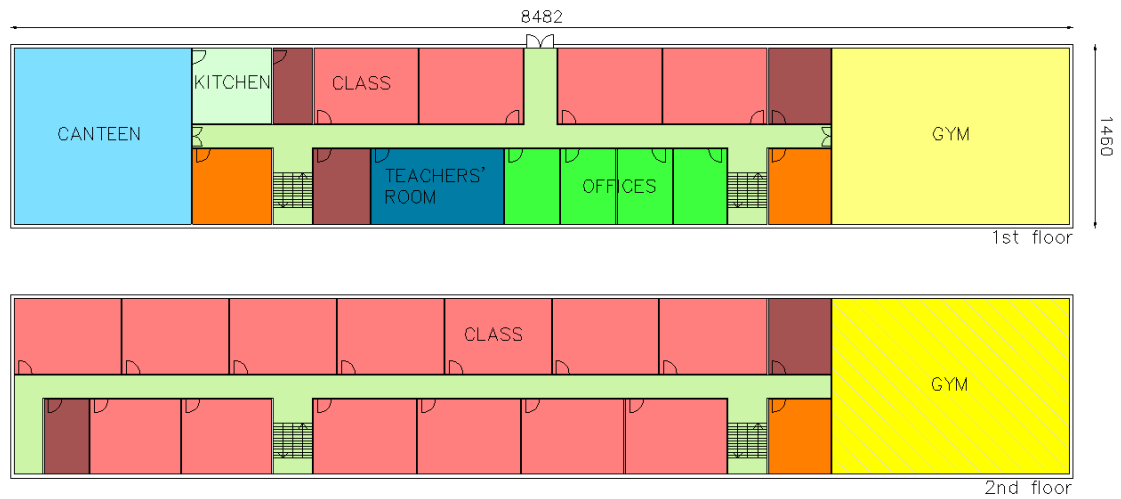 8482
KITCHEN
CLASS
CANTEEN
GYM
1460
TEACHERS'
ROOM
OFFICES
1st floor
CLASS
GYM
2nd floor